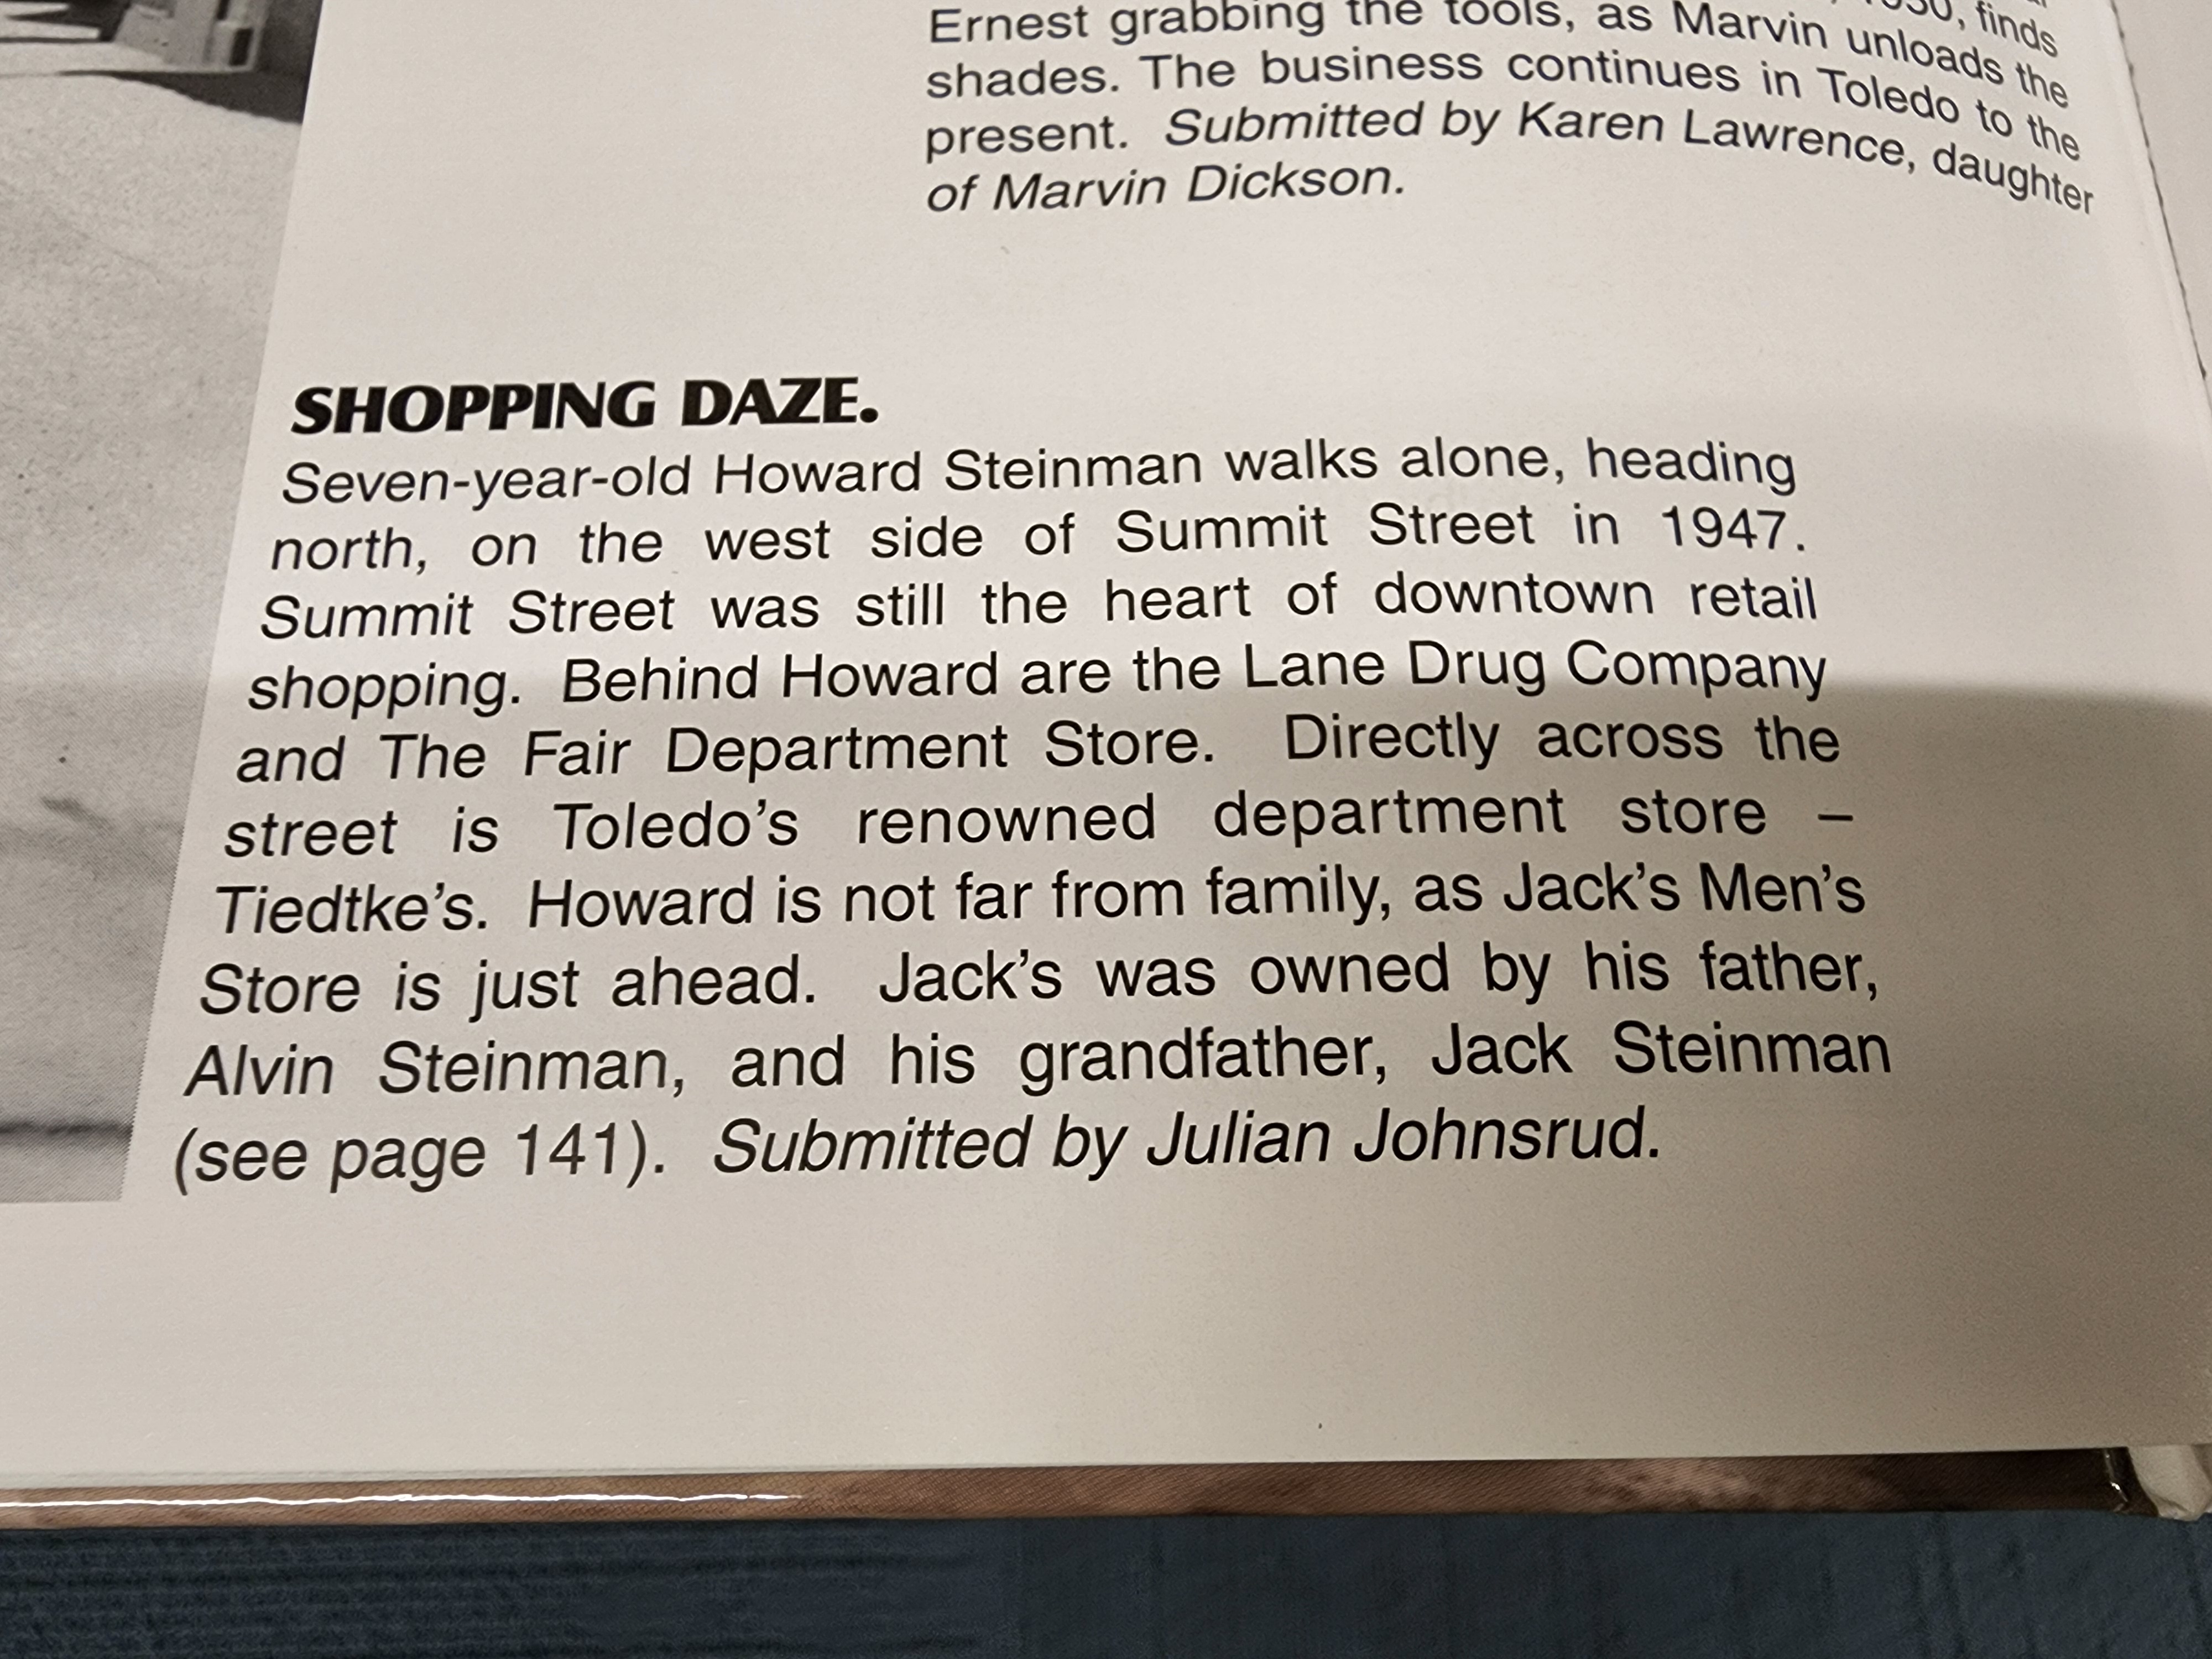 finds
Ernest grabbing the tools, as Marvin unloads the
shades. The business continues in Toledo to the
present. Submitted by Karen Lawrence, daughter
of Marvin Dickson.
SHOPPING DAZE.
Seven-year-old Howard Steinman walks alone, heading
north, on the west side of Summit Street in 1947.
Summit Street was still the heart of downtown retail
shopping. Behind Howard are the Lane Drug Company
and The Fair Department Store. Directly across the
street is Toledo's renowned department store –
Tiedtke's. Howard is not far from family, as Jack's Men's
Store is just ahead. Jack's was owned by his father,
Alvin Steinman, and his grandfather, Jack Steinman
(see page 141). Submitted by Julian Johnsrud.